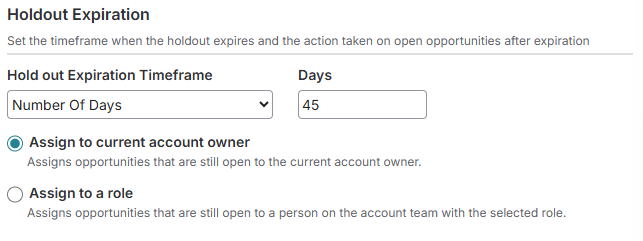 Holdout Expiration
Set the timeframe when the holdout expires and the action taken on open opportunities after expiration
Hold out Expiration Timeframe
Days
Number Of Days
45
Assign to current account owner
Assigns opportunities that are still open to the current account owner.
Assign to a role
Assigns opportunities that are still open to a person on the account team with the selected role.